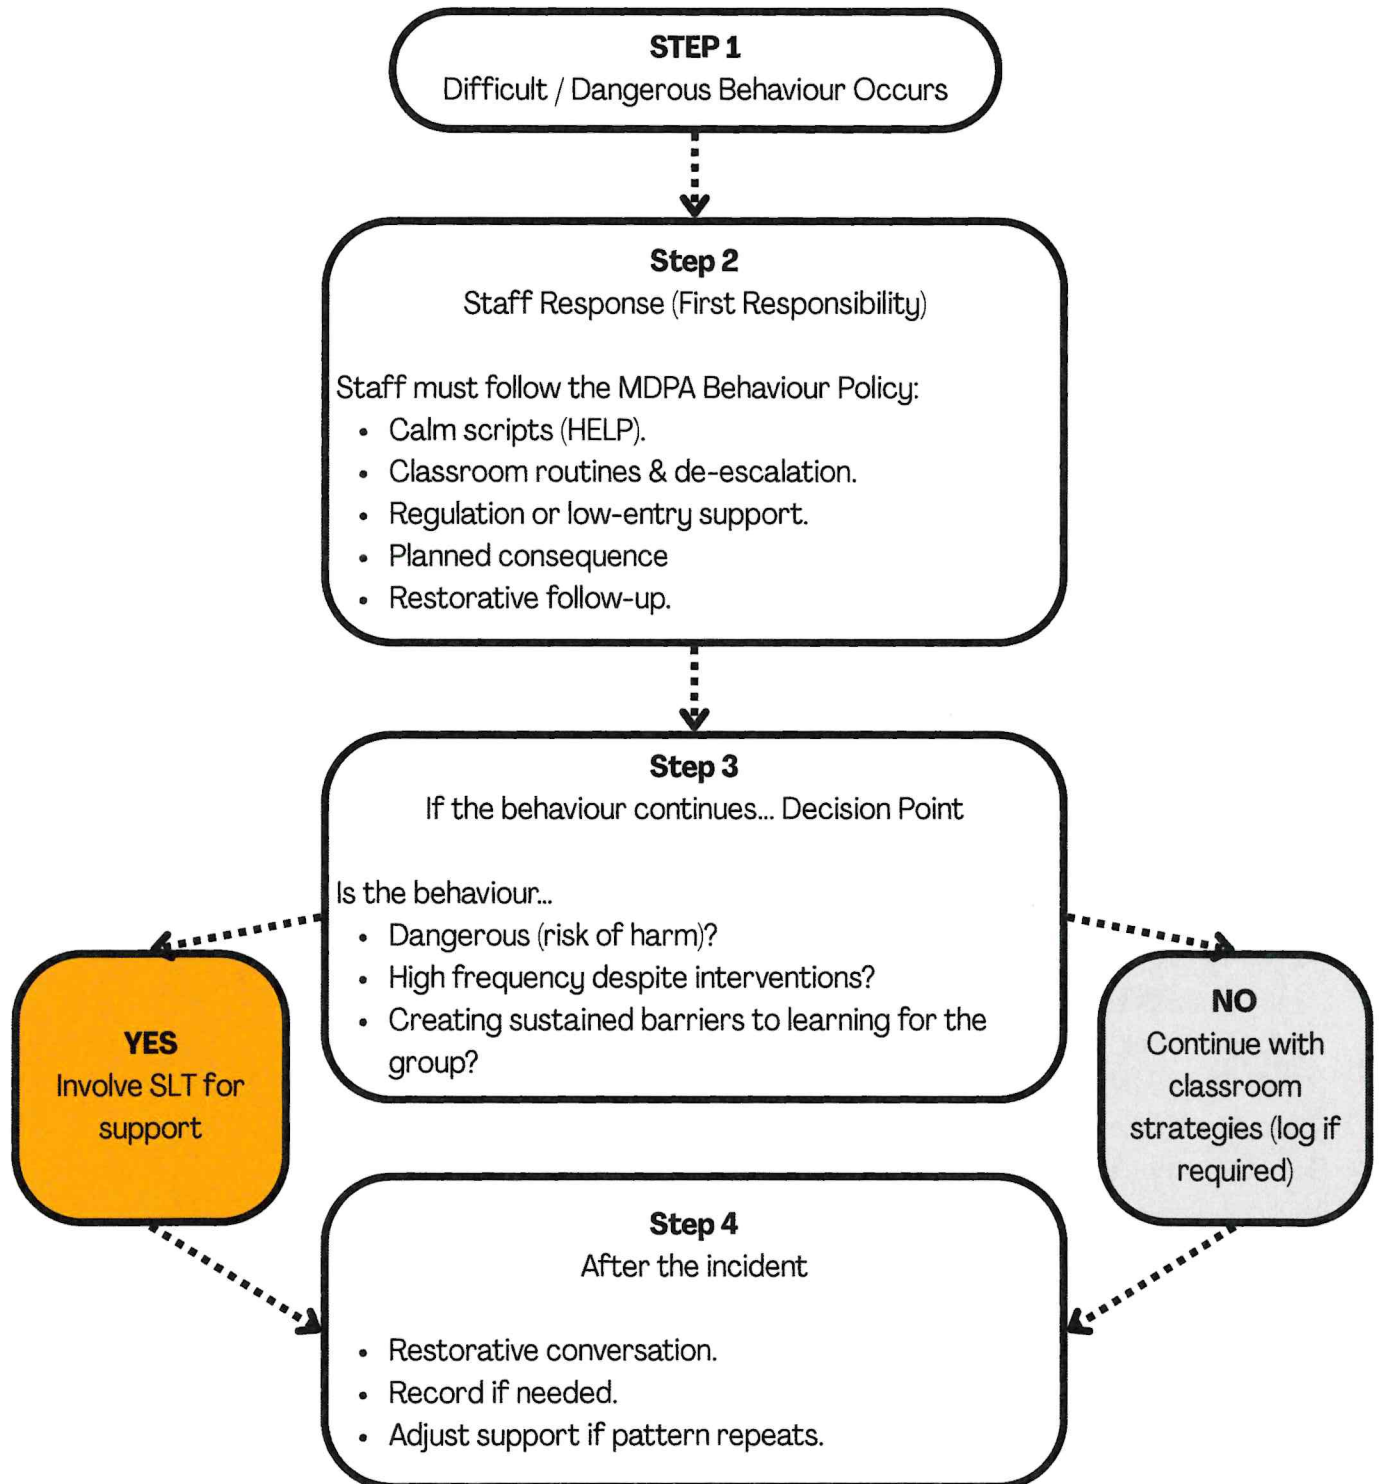 STEP 1
Difficult / Dangerous Behaviour Occurs
Step 2
Staff Response (First Responsibility)
Staff must follow the MDPA Behaviour Policy:
• Calm scripts (HELP).
• Classroom routines & de-escalation.
• Regulation or low-entry support.
• Planned consequence
• Restorative follow-up.
Step 3
If the behaviour continues... Decision Point
Is the behaviour...
• Dangerous (risk of harm)?
• High frequency despite interventions?
• Creating sustained barriers to learning for the
group?
YES
Involve SLT for
support
NO
Continue with
classroom
strategies (log if
required)
Step 4
After the incident
• Restorative conversation.
• Record if needed.
• Adjust support if pattern repeats.